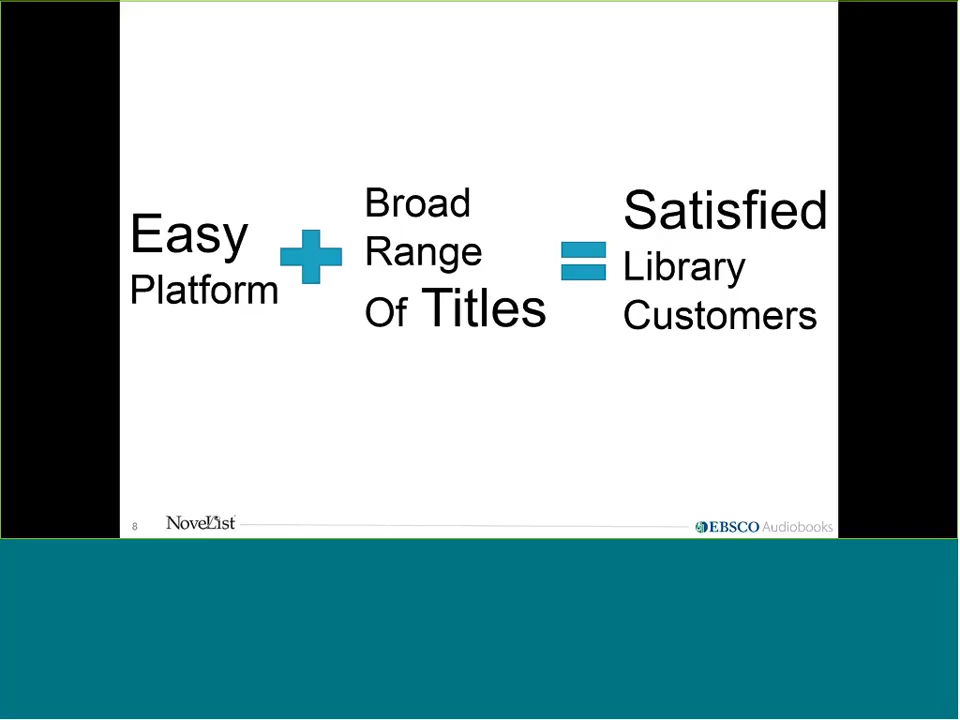 Easy
Platform
Broad
Range
Of Titles
Satisfied
Library
Customers
8
NoveList
EBSCO Audiobooks